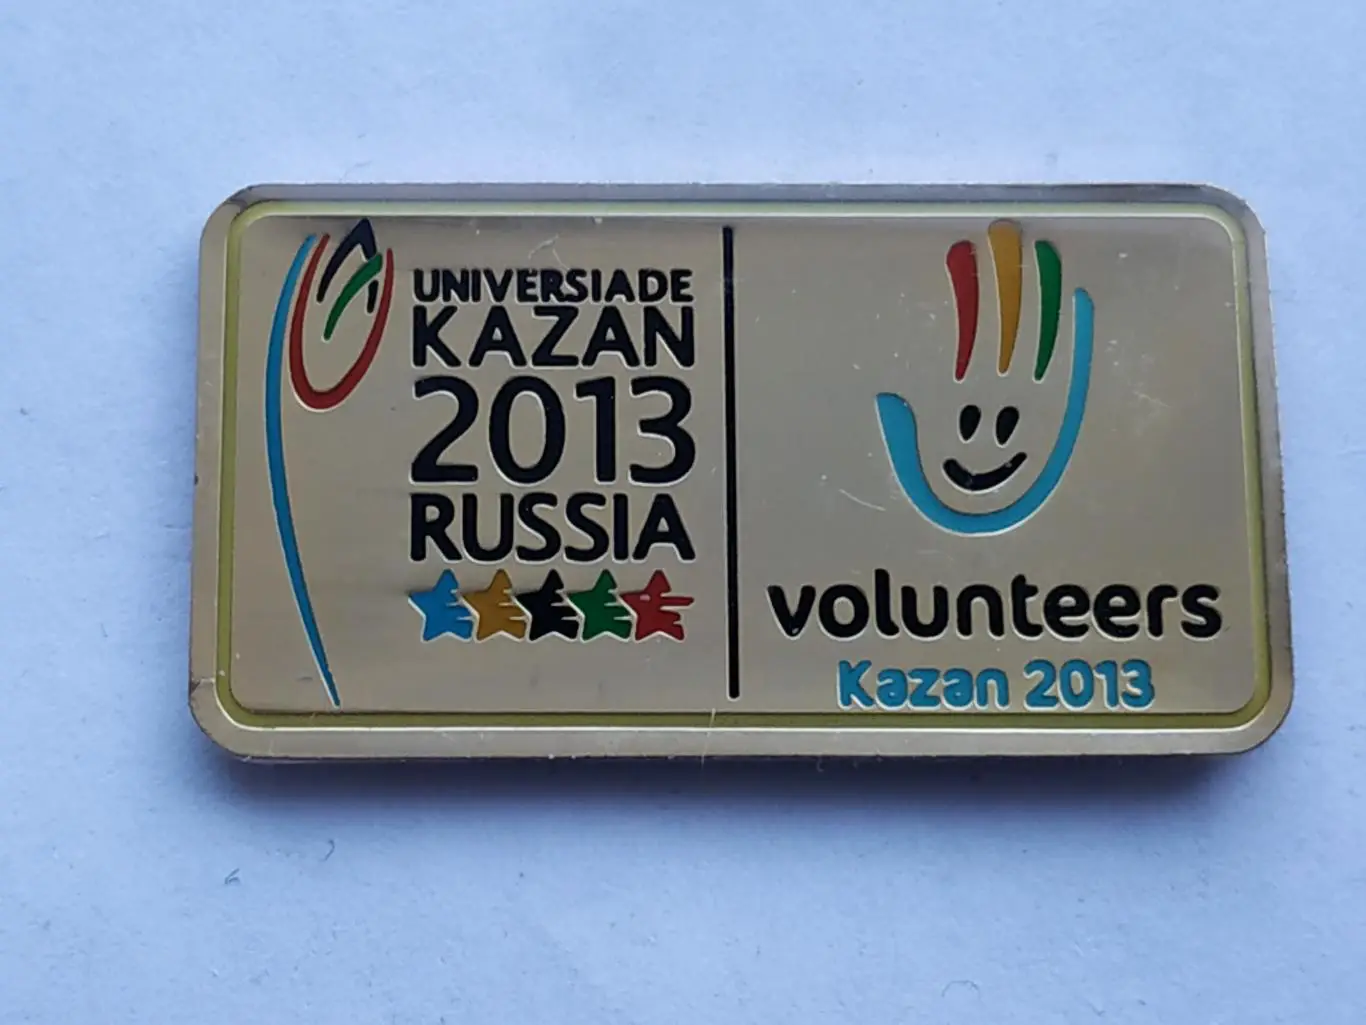 UNIVERSIADE
KAZAN
2013
RUSSIA
volunteers
Kazan 2013